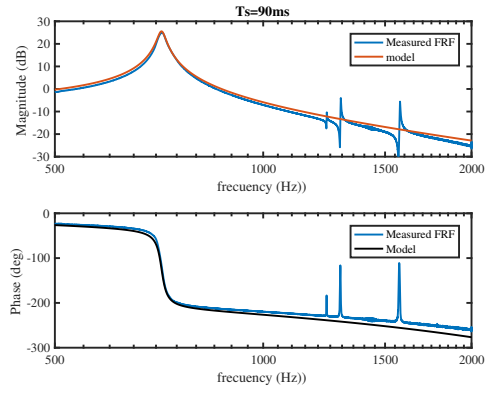 Ts=90ms
Magnitude (dB)
30
20
10
0
-10
-20
-30
Measured FRF
model
500
1000
1500
2000
frecuency (Hz))
Phase (deg)
0
-100
-200
-300
Measured FRF
Model
500
1000
1500
2000
frecuency (Hz))